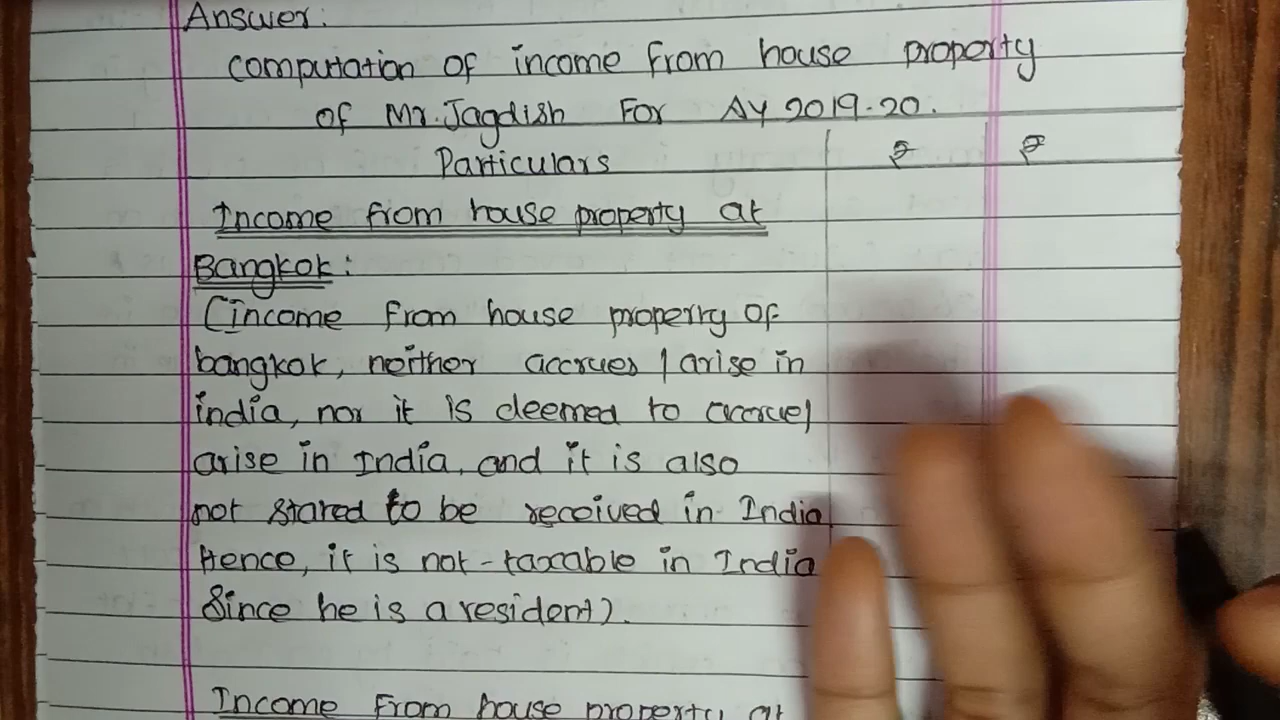 Answer:
computation of income from house property
of Mr. Jagdish For AY 2019-20.
Particulars ₹ ₹
Income from house property at
Bangkok:
(income from house property of
bangkok, neither accrues / arise in
india, nor it is deemed to accrue /
arise in India, and it is also
not stared to be received in India
Hence, it is not-taxable in India
Since he is a resident).
Income From house property at